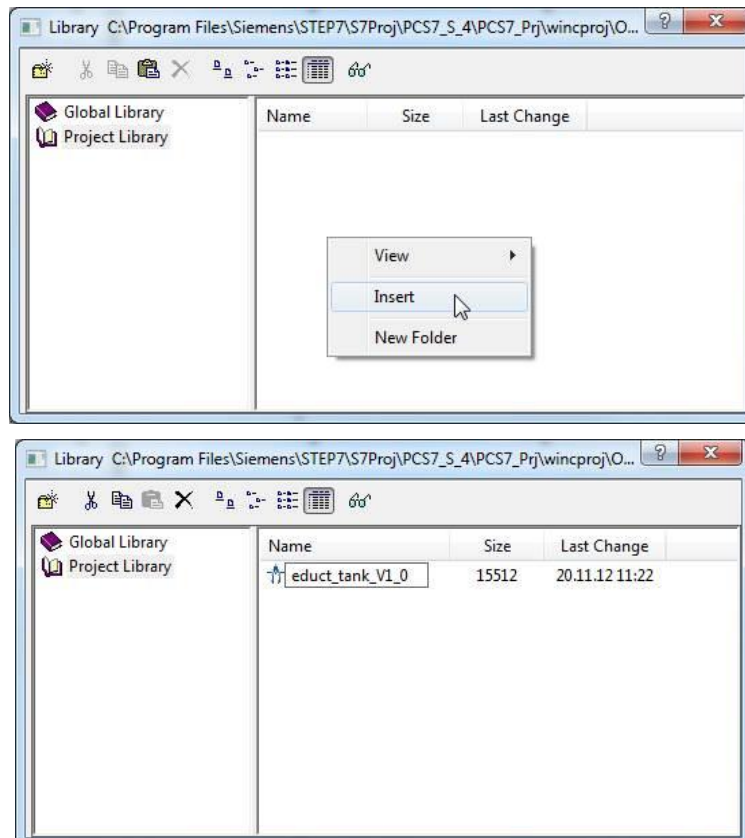 Library C:\Program Files\Siemens\STEP7\S7Proj\PCS7_S_4\PCS7_Prj\wincproj\O...
Global Library
Project Library
Name Size Last Change
View
Insert
New Folder
Library C:\Program Files\Siemens\STEP7\S7Proj\PCS7_S_4\PCS7_Prj\wincproj\O...
Global Library
Project Library
Name Size Last Change
educt_tank_V1_0 15512 20.11.12 11:22